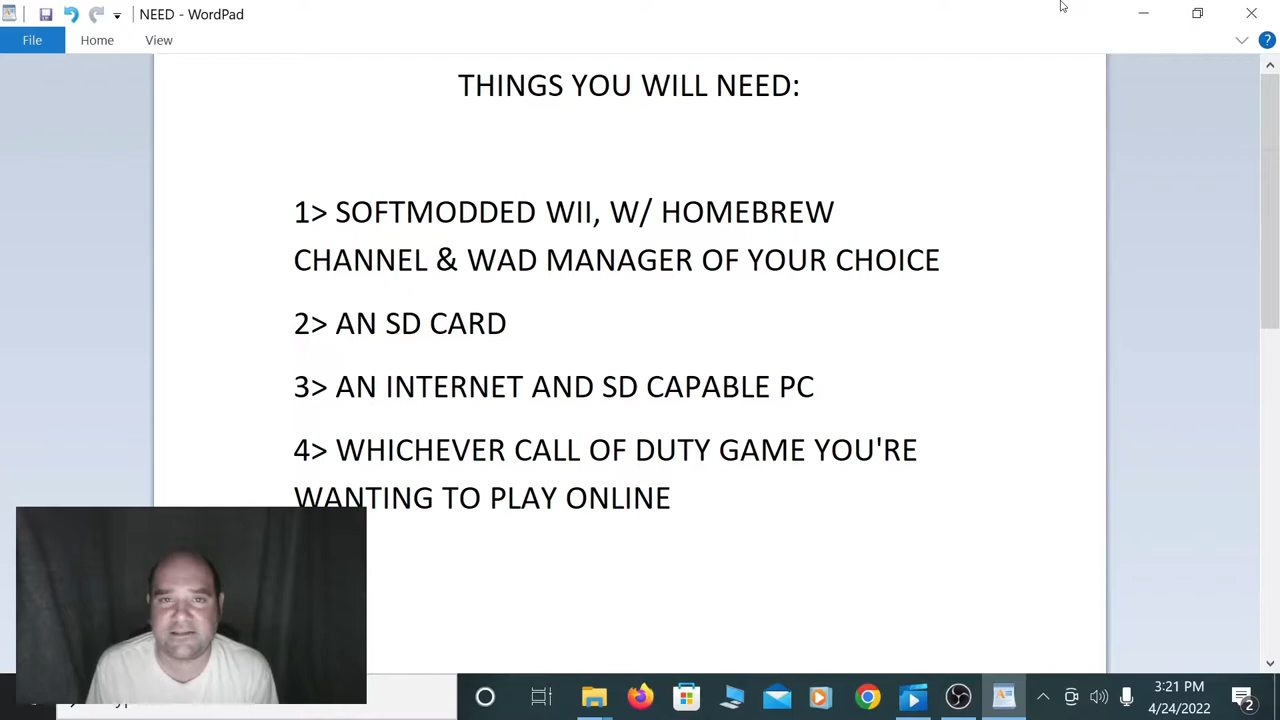 NEED - WordPad
File Home View
THINGS YOU WILL NEED:
1> SOFTMODDED WII, W/ HOMEBREW
CHANNEL & WAD MANAGER OF YOUR CHOICE
2> AN SD CARD
3> AN INTERNET AND SD CAPABLE PC
4> WHICHEVER CALL OF DUTY GAME YOU'RE
WANTING TO PLAY ONLINE
3:21 PM
4/24/2022
2